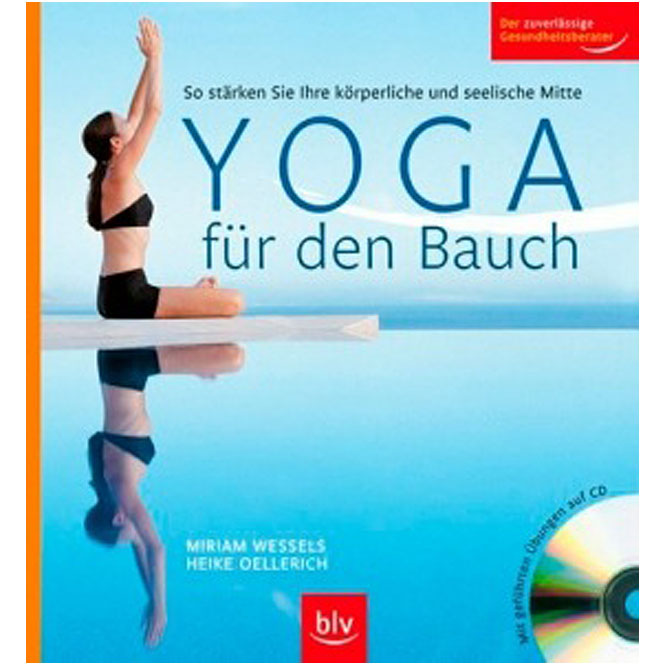 Der zuverlässige
Gesundheitsberater
So stärken Sie Ihre körperliche und seelische Mitte
YOGA
für den Bauch
Mit geführten Übungen auf CD
MIRIAM WESSELS
HEIKE OELLERICH
blv